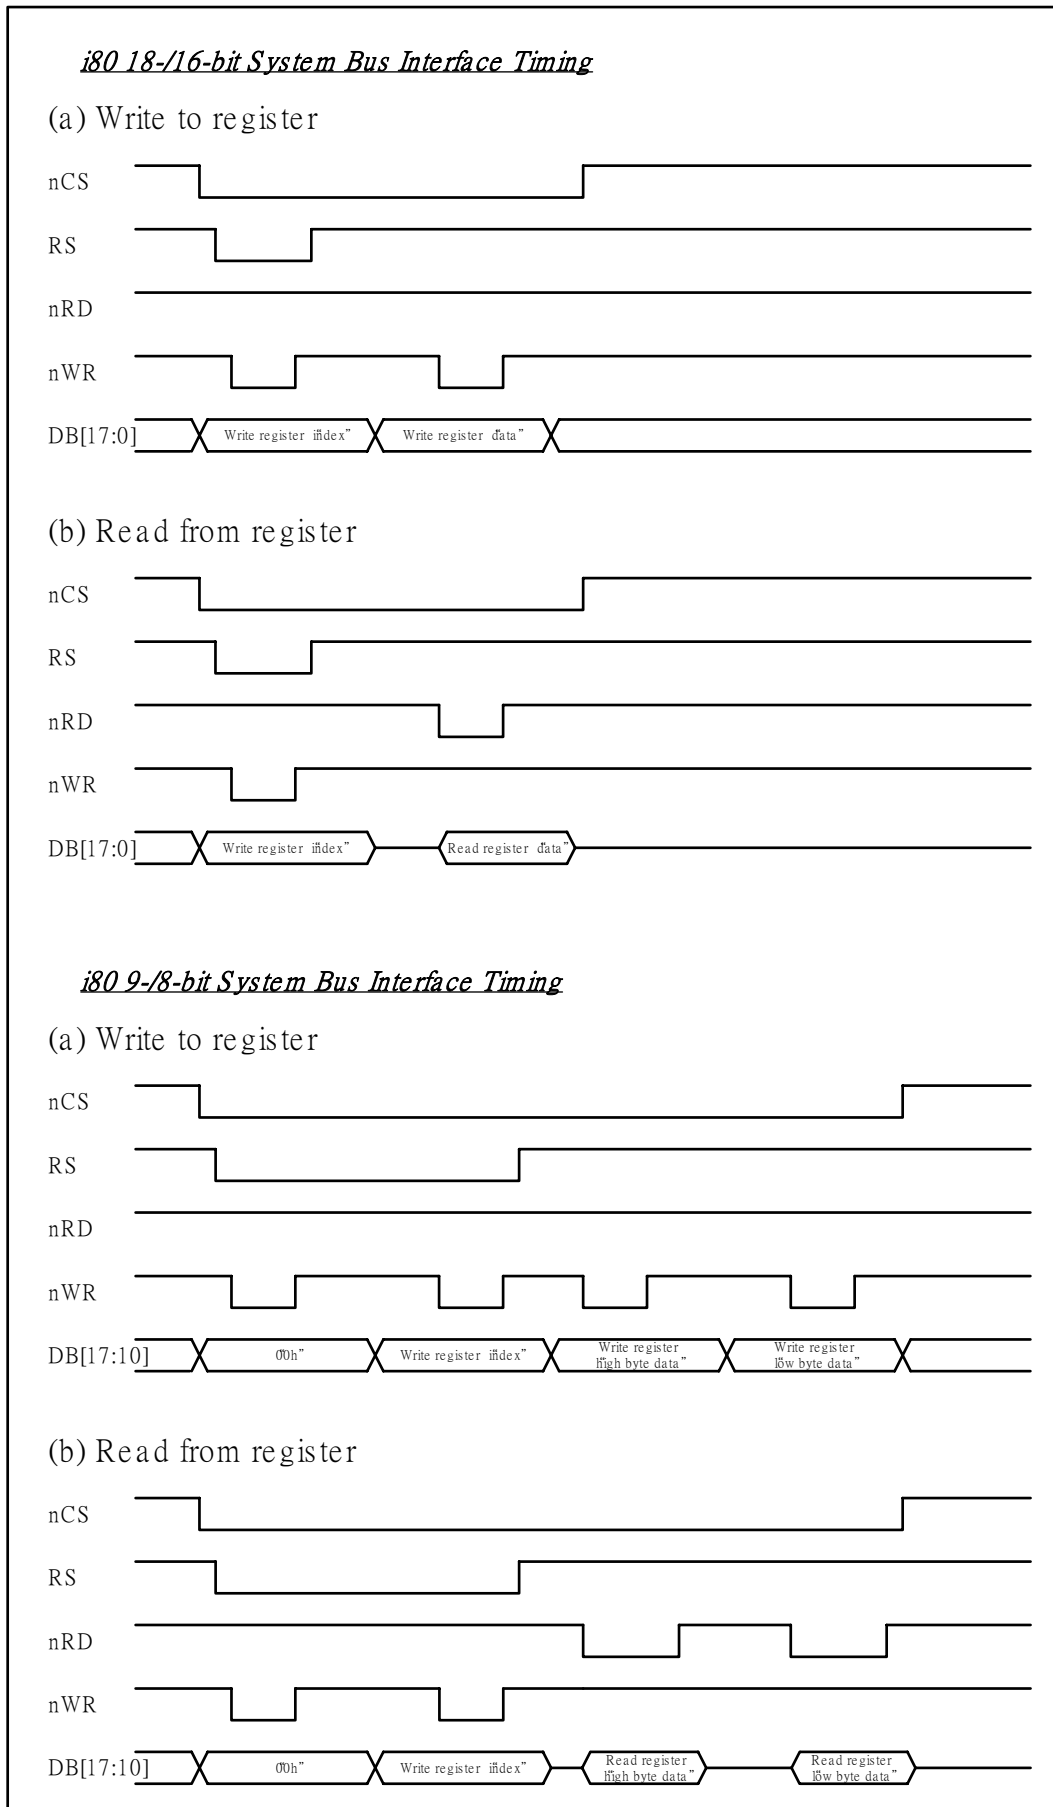 i80 18-/16-bit System Bus Interface Timing
(a) Write to register
nCS
RS
nRD
nWR
DB[17:0]
Write register “index”
Write register “data”
(b) Read from register
nCS
RS
nRD
nWR
DB[17:0]
Write register “index”
Read register “data”
i80 9-/8-bit System Bus Interface Timing
(a) Write to register
nCS
RS
nRD
nWR
DB[17:10]
“00h”
Write register “index”
Write register
“high byte data”
Write register
“low byte data”
(b) Read from register
nCS
RS
nRD
nWR
DB[17:10]
“00h”
Write register “index”
Read register
“high byte data”
Read register
“low byte data”